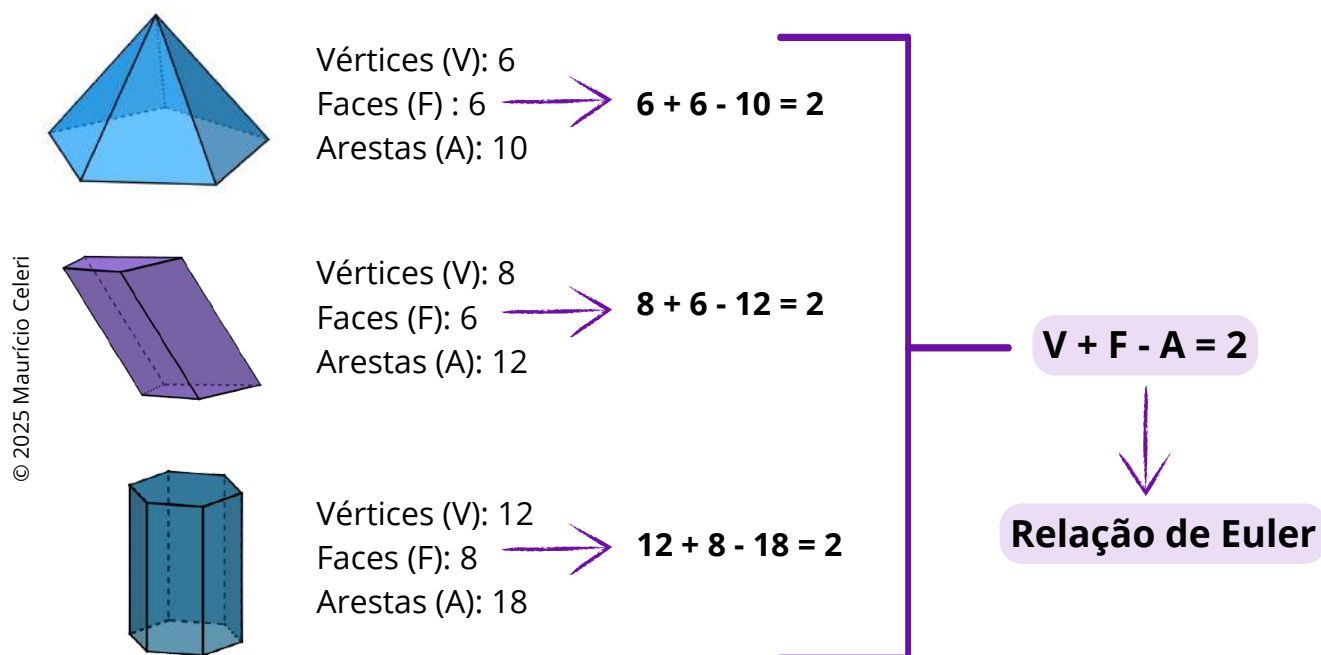 Vértices (V): 6
Faces (F) : 6
Arestas (A): 10
6 + 6 - 10 = 2
Vértices (V): 8
Faces (F): 6
Arestas (A): 12
8 + 6 - 12 = 2
Vértices (V): 12
Faces (F): 8
Arestas (A): 18
12 + 8 - 18 = 2
V + F - A = 2
Relação de Euler
© 2025 Maurício Celeri